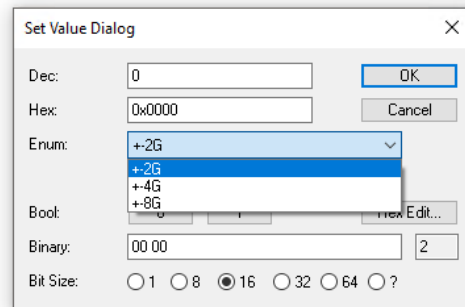 Set Value Dialog
Dec: 0 OK
Hex: 0x0000 Cancel
Enum: +-2G
+-2G
+-4G
+-8G
Bool: Hex Edit...
Binary: 00 00 2
Bit Size: 1 8 16 32 64 ?